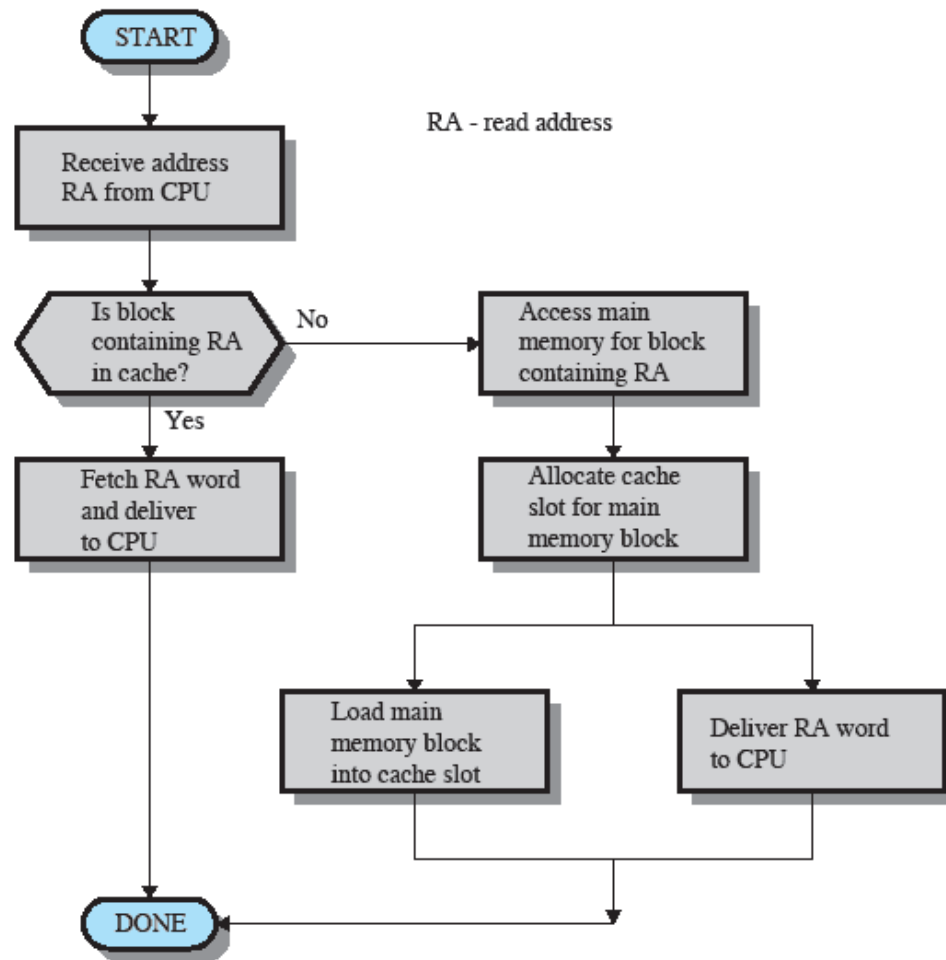 START
RA - read address
Receive address
RA from CPU
Is block
containing RA
in cache?
No
Access main
memory for block
containing RA
Yes
Fetch RA word
and deliver
to CPU
Allocate cache
slot for main
memory block
Load main
memory block
into cache slot
Deliver RA word
to CPU
DONE